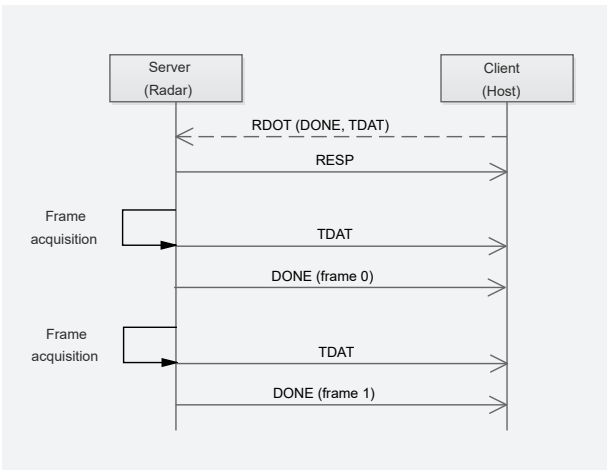 Server
(Radar)
Client
(Host)
RDOT (DONE, TDAT)
RESP
Frame
acquisition
TDAT
DONE (frame 0)
Frame
acquisition
TDAT
DONE (frame 1)